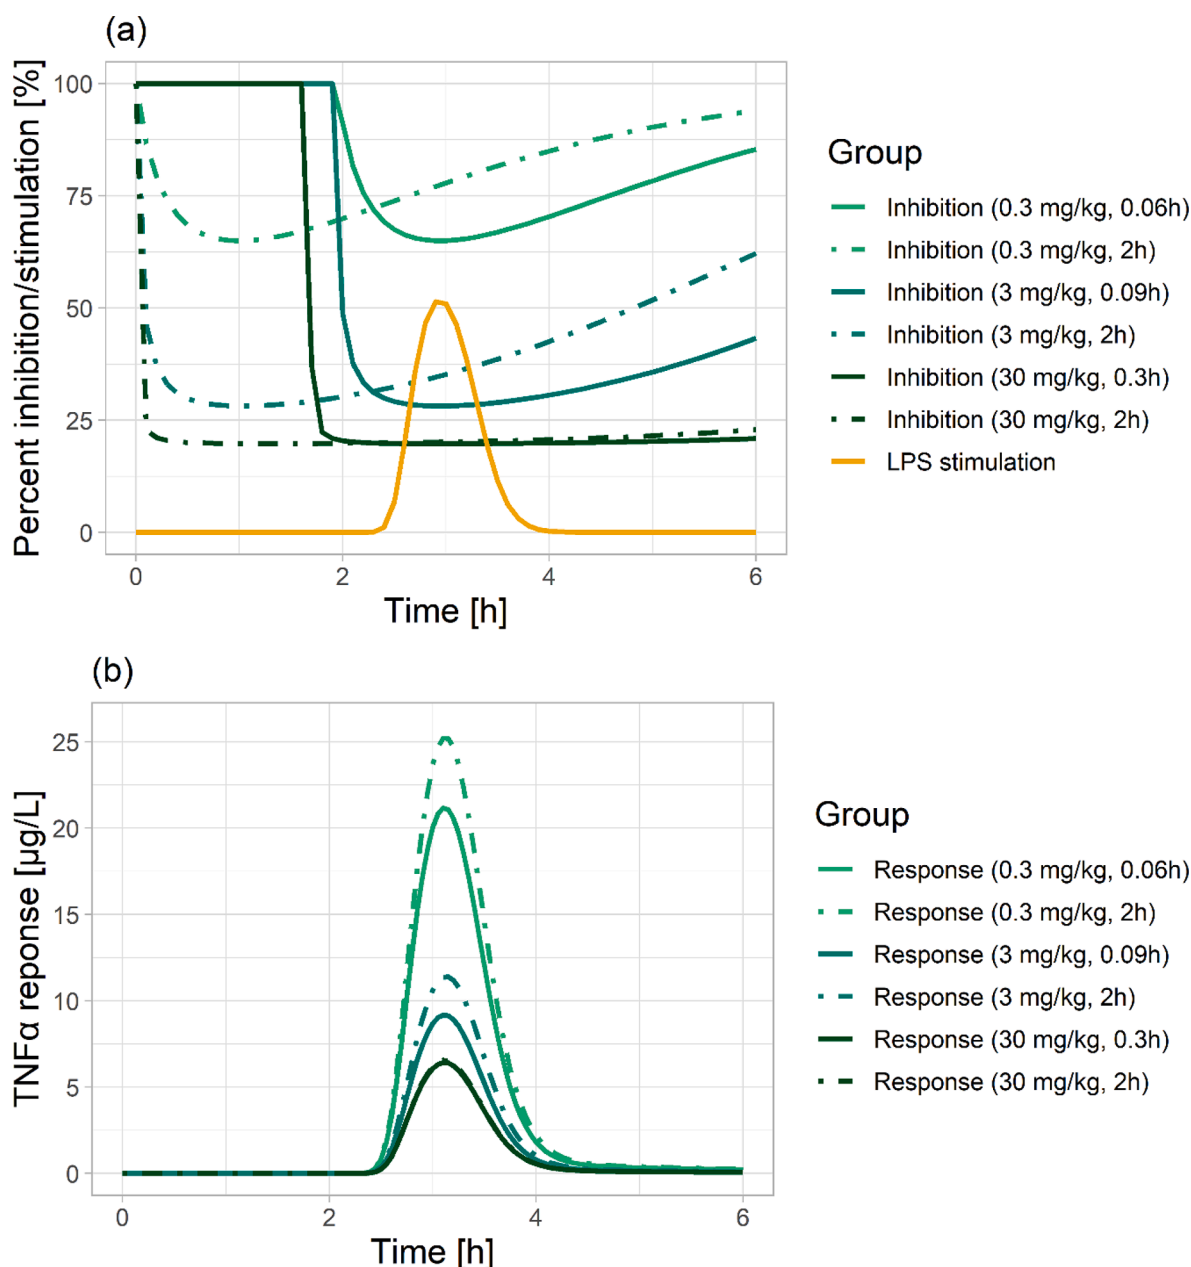 (a)
Percent inhibition/stimulation [%]
100
75
50
25
0
0 2 4 6
Time [h]
Group
Inhibition (0.3 mg/kg, 0.06h)
Inhibition (0.3 mg/kg, 2h)
Inhibition (3 mg/kg, 0.09h)
Inhibition (3 mg/kg, 2h)
Inhibition (30 mg/kg, 0.3h)
Inhibition (30 mg/kg, 2h)
LPS stimulation
(b)
TNFα reponse [µg/L]
25
20
15
10
5
0
0 2 4 6
Time [h]
Group
Response (0.3 mg/kg, 0.06h)
Response (0.3 mg/kg, 2h)
Response (3 mg/kg, 0.09h)
Response (3 mg/kg, 2h)
Response (30 mg/kg, 0.3h)
Response (30 mg/kg, 2h)